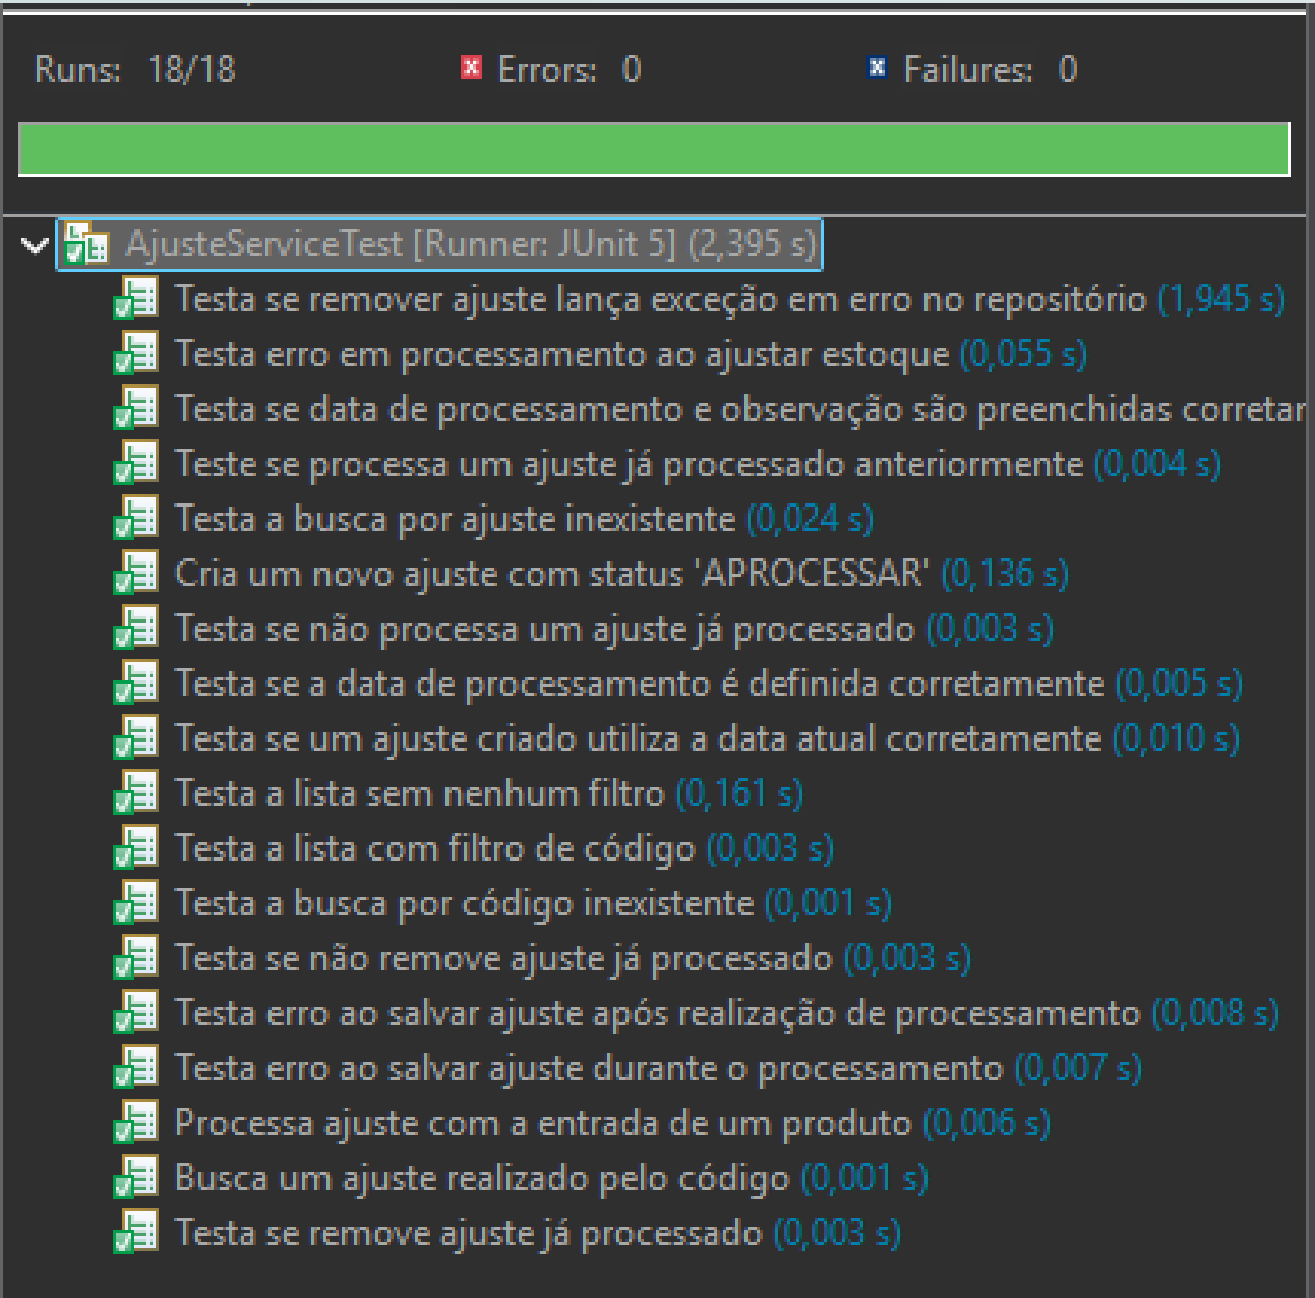 Runs: 18/18 Errors: 0 Failures: 0
AjusteServiceTest [Runner: JUnit 5] (2,395 s)
Testa se remover ajuste lança exceção em erro no repositório (1,945 s)
Testa erro em processamento ao ajustar estoque (0,055 s)
Testa se data de processamento e observação são preenchidas corretar
Teste se processa um ajuste já processado anteriormente (0,004 s)
Testa a busca por ajuste inexistente (0,024 s)
Cria um novo ajuste com status 'APROCESSAR' (0,136 s)
Testa se não processa um ajuste já processado (0,003 s)
Testa se a data de processamento é definida corretamente (0,005 s)
Testa se um ajuste criado utiliza a data atual corretamente (0,010 s)
Testa a lista sem nenhum filtro (0,161 s)
Testa a lista com filtro de código (0,003 s)
Testa a busca por código inexistente (0,001 s)
Testa se não remove ajuste já processado (0,003 s)
Testa erro ao salvar ajuste após realização de processamento (0,008 s)
Testa erro ao salvar ajuste durante o processamento (0,007 s)
Processa ajuste com a entrada de um produto (0,006 s)
Busca um ajuste realizado pelo código (0,001 s)
Testa se remove ajuste já processado (0,003 s)